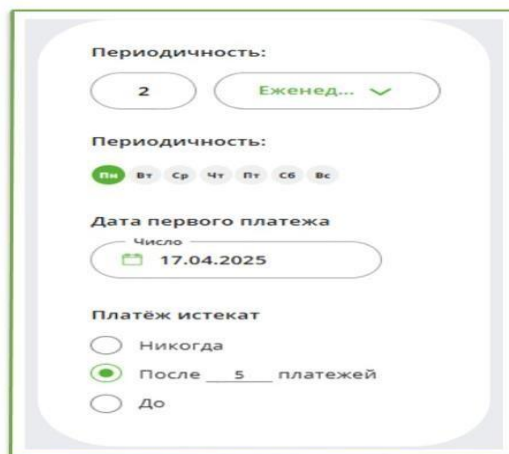 Периодичность:
2 Еженед...
Периодичность:
Пн Вт Ср Чт Пт Сб Вс
Дата первого платежа
Число
17.04.2025
Платёж истекат
Никогда
После 5 платежей
До